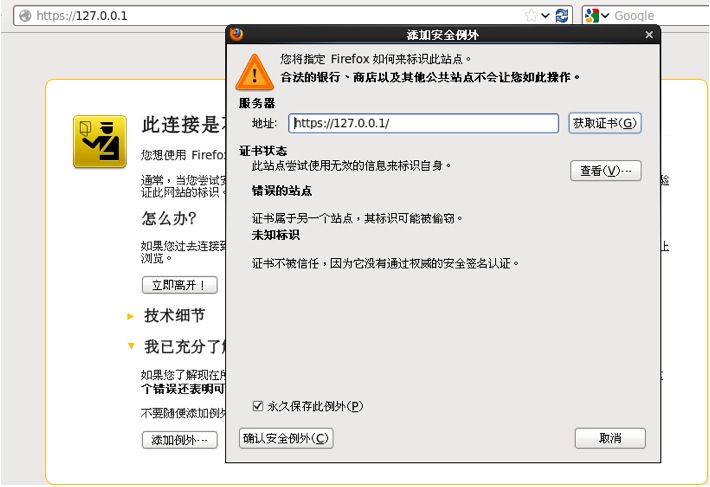 https://127.0.0.1
Google
添加安全例外
您将指定 Firefox 如何来标识此站点。
合法的银行、商店以及其他公共站点不会让您如此操作。
服务器
地址:
https://127.0.0.1/
获取证书(G)
证书状态
此站点尝试使用无效的信息来标识自身。
查看(V)...
错误的站点
证书属于另一个站点，其标识可能被偷窃。
未知标识
证书不被信任，因为它没有通过权威的安全签名认证。
永久保存此例外(P)
确认安全例外(C)
取消
此连接是
您想使用 Firefo
通常，当您尝试
验
证此网站的标识。
怎么办?
如果您过去连接到
上
浏览。
立即离开！
技术细节
我已充分了
如果您了解现在
个错误还表明可
不要随便添加例外
添加例外...